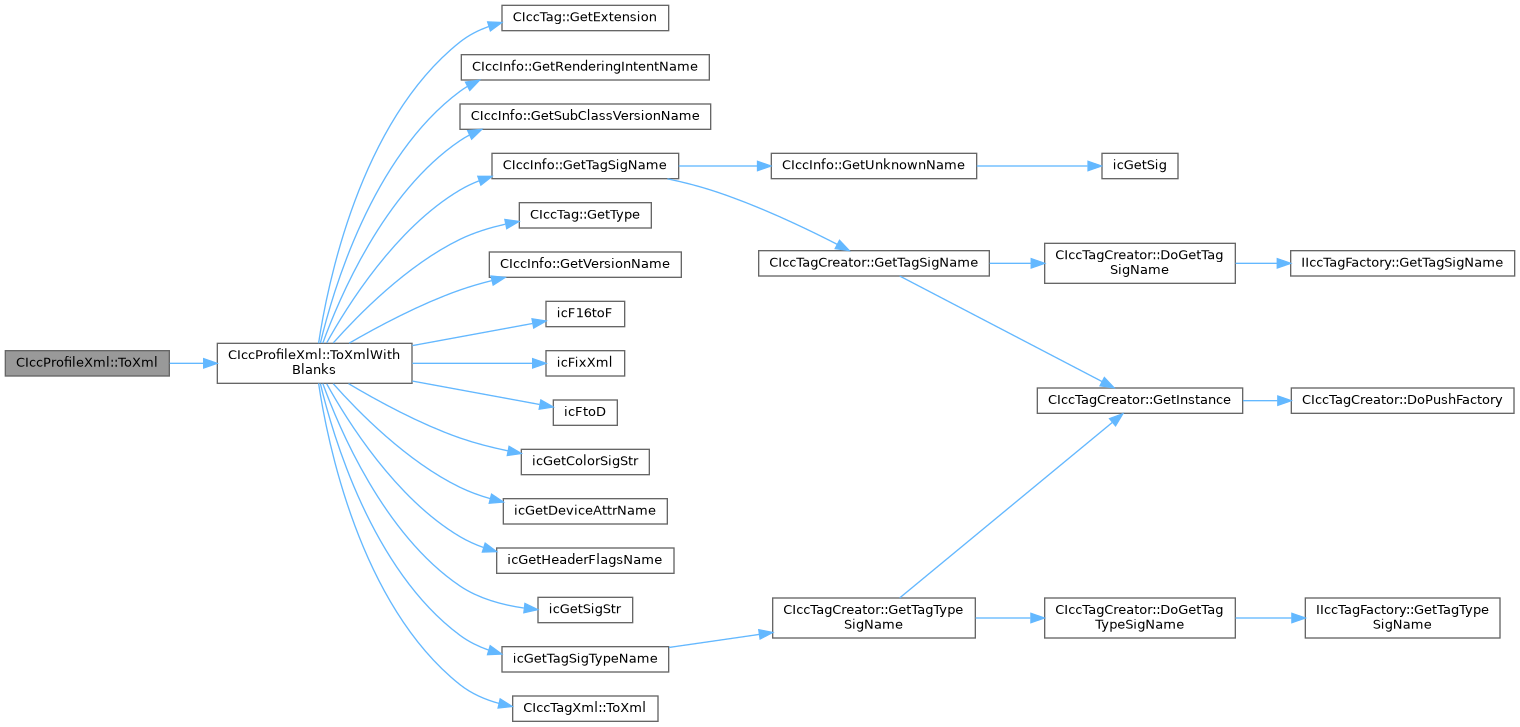 CIccTag::GetExtension
CIccInfo::GetRenderingIntentName
CIccInfo::GetSubClassVersionName
CIccInfo::GetTagSigName
CIccInfo::GetUnknownName
icGetSig
CIccTag::GetType
CIccTagCreator::GetTagSigName
CIccTagCreator::DoGetTag
SigName
IIccTagFactory::GetTagSigName
CIccInfo::GetVersionName
icF16toF
CIccProfileXml::ToXml
CIccProfileXml::ToXmlWith
Blanks
icFixXml
icFtoD
CIccTagCreator::GetInstance
CIccTagCreator::DoPushFactory
icGetColorSigStr
icGetDeviceAttrName
icGetHeaderFlagsName
icGetSigStr
CIccTagCreator::GetTagType
SigName
CIccTagCreator::DoGetTag
TypeSigName
IIccTagFactory::GetTagType
SigName
icGetTagSigTypeName
CIccTagXml::ToXml